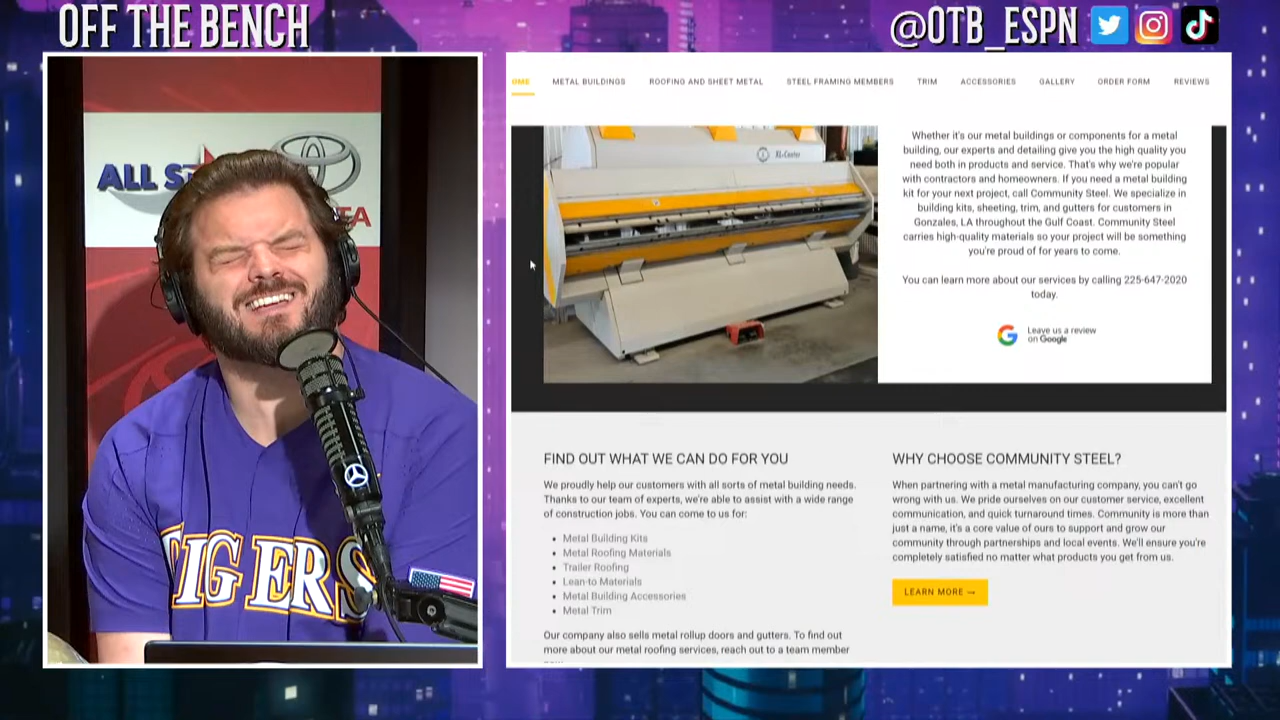 OFF THE BENCH
@OTB_ESPN
ALL S
TA
TIGERS
OME
METAL BUILDINGS
ROOFING AND SHEET METAL
STEEL FRAMING MEMBERS
TRIM
ACCESSORIES
GALLERY
ORDER FORM
REVIEWS
Whether it's our metal buildings or components for a metal
building, our experts and detailing give you the high quality you
need both in products and service. That's why we're popular
with contractors and homeowners. If you need a metal building
kit for your next project, call Community Steel. We specialize in
building kits, sheeting, trim, and gutters for customers in
Gonzales, LA throughout the Gulf Coast. Community Steel
carries high-quality materials so your project will be something
you're proud of for years to come.
You can learn more about our services by calling 225-647-2020
today.
Leave us a review
on Google
FIND OUT WHAT WE CAN DO FOR YOU
We proudly help our customers with all sorts of metal building needs.
Thanks to our team of experts, we're able to assist with a wide range
of construction jobs. You can come to us for:
• Metal Building Kits
• Metal Roofing Materials
• Trailer Roofing
• Lean-to Materials
• Metal Building Accessories
• Metal Trim
Our company also sells metal rollup doors and gutters. To find out
more about our metal roofing services, reach out to a team member
WHY CHOOSE COMMUNITY STEEL?
When partnering with a metal manufacturing company, you can't go
wrong with us. We pride ourselves on our customer service, excellent
communication, and quick turnaround times. Community is more than
just a name, it's a core value of ours to support and grow our
community through partnerships and local events. We'll ensure you're
completely satisfied no matter what products you get from us.
LEARN MORE →